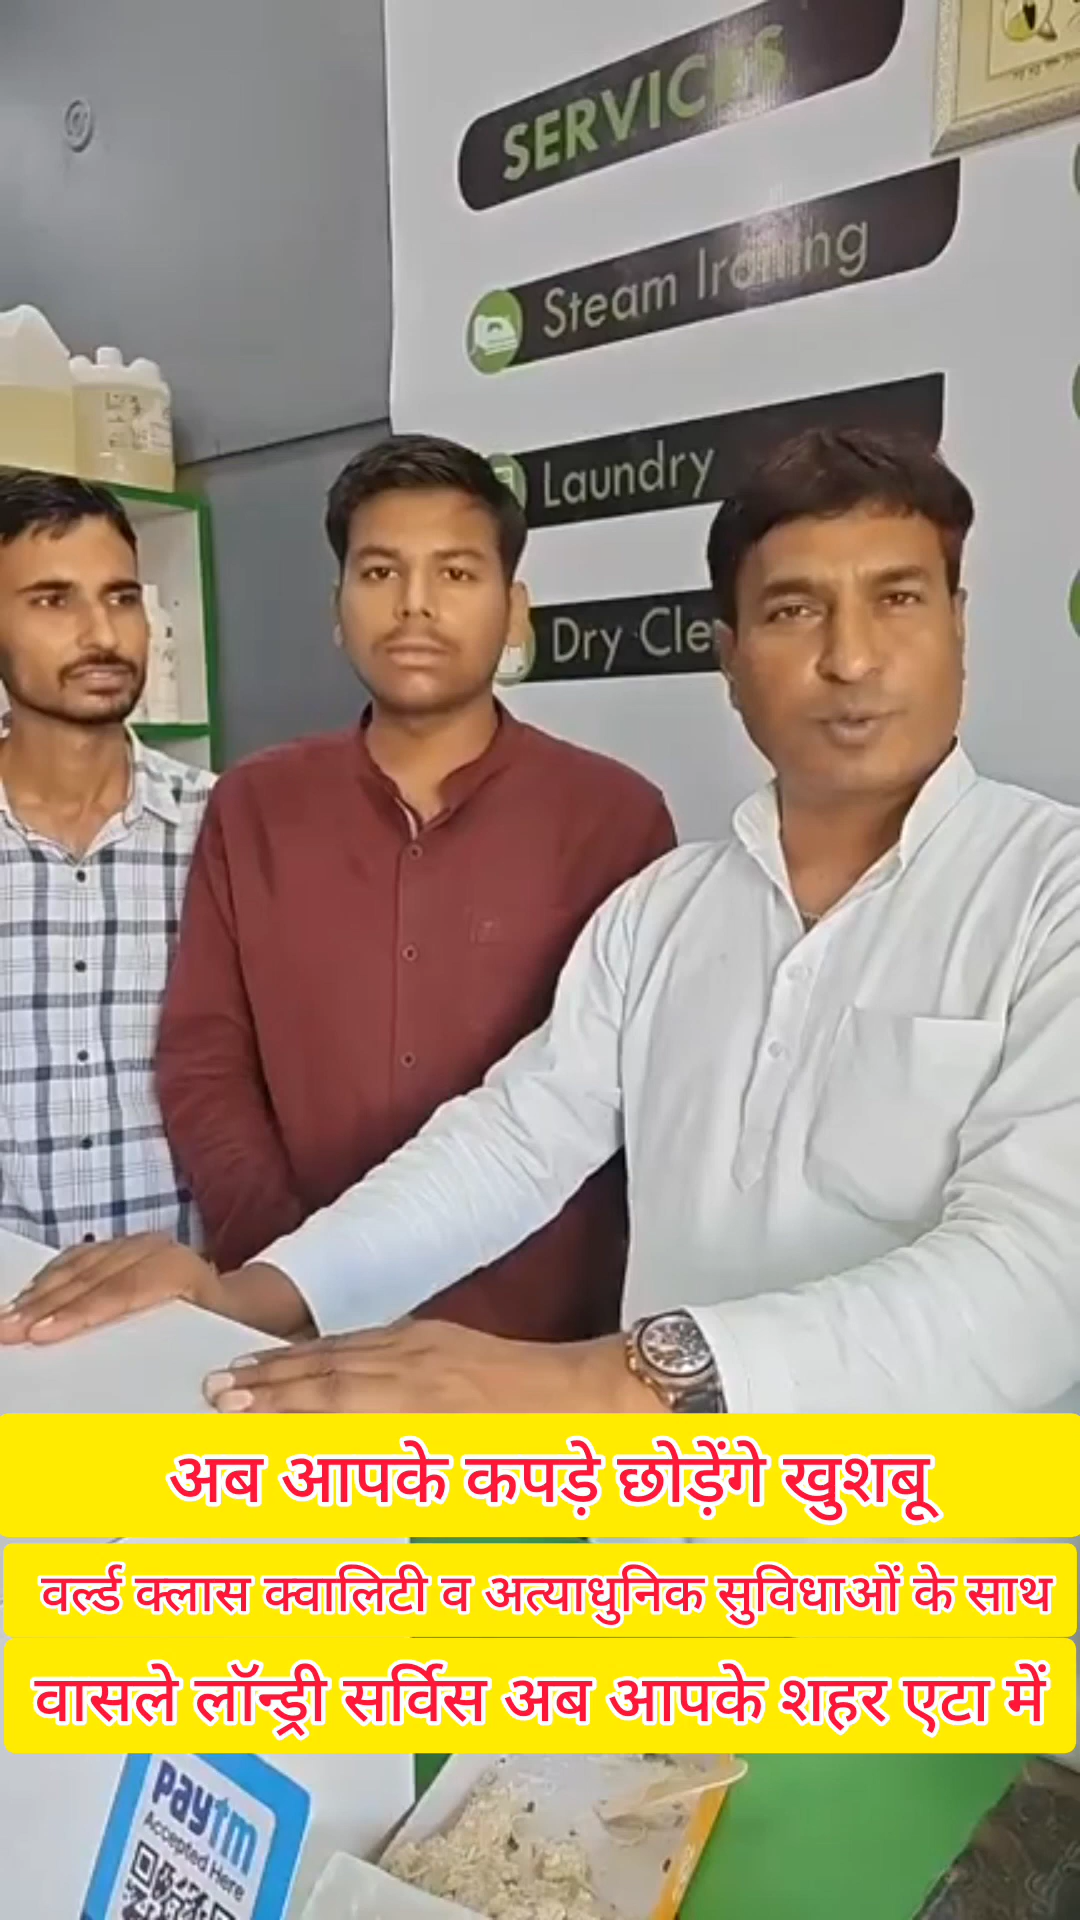 SERVICES
Steam Ironing
Laundry
Dry Cle
अब आपके कपड़े छोड़ेंगे खुशबू
वर्ल्ड क्लास क्वालिटी व अत्याधुनिक सुविधाओं के साथ
वासले लॉन्ड्री सर्विस अब आपके शहर एटा में
paytm
Accepted Here